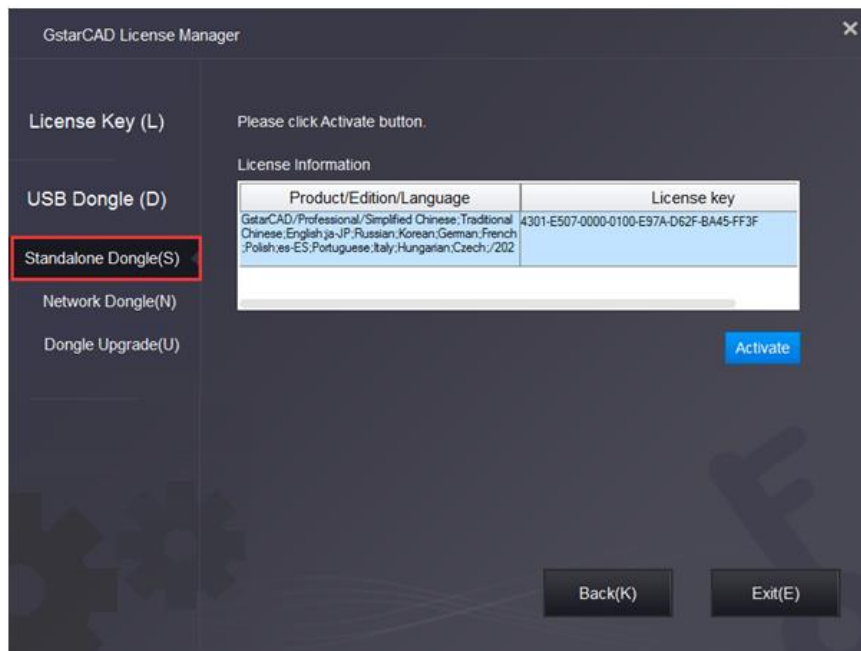 GstarCAD License Manager
License Key (L)
USB Dongle (D)
Standalone Dongle(S)
Network Dongle(N)
Dongle Upgrade(U)
Please click Activate button.
License Information
Product/Edition/Language
License key
GstarCAD/Professional/Simplified Chinese;Traditional
Chinese;English;ja-JP;Russian;Korean;German;French
;Polish;es-ES;Portuguese;Italy;Hungarian;Czech;/202
4301-E507-0000-0100-E97A-D62F-BA45-FF3F
Activate
Back(K)
Exit(E)